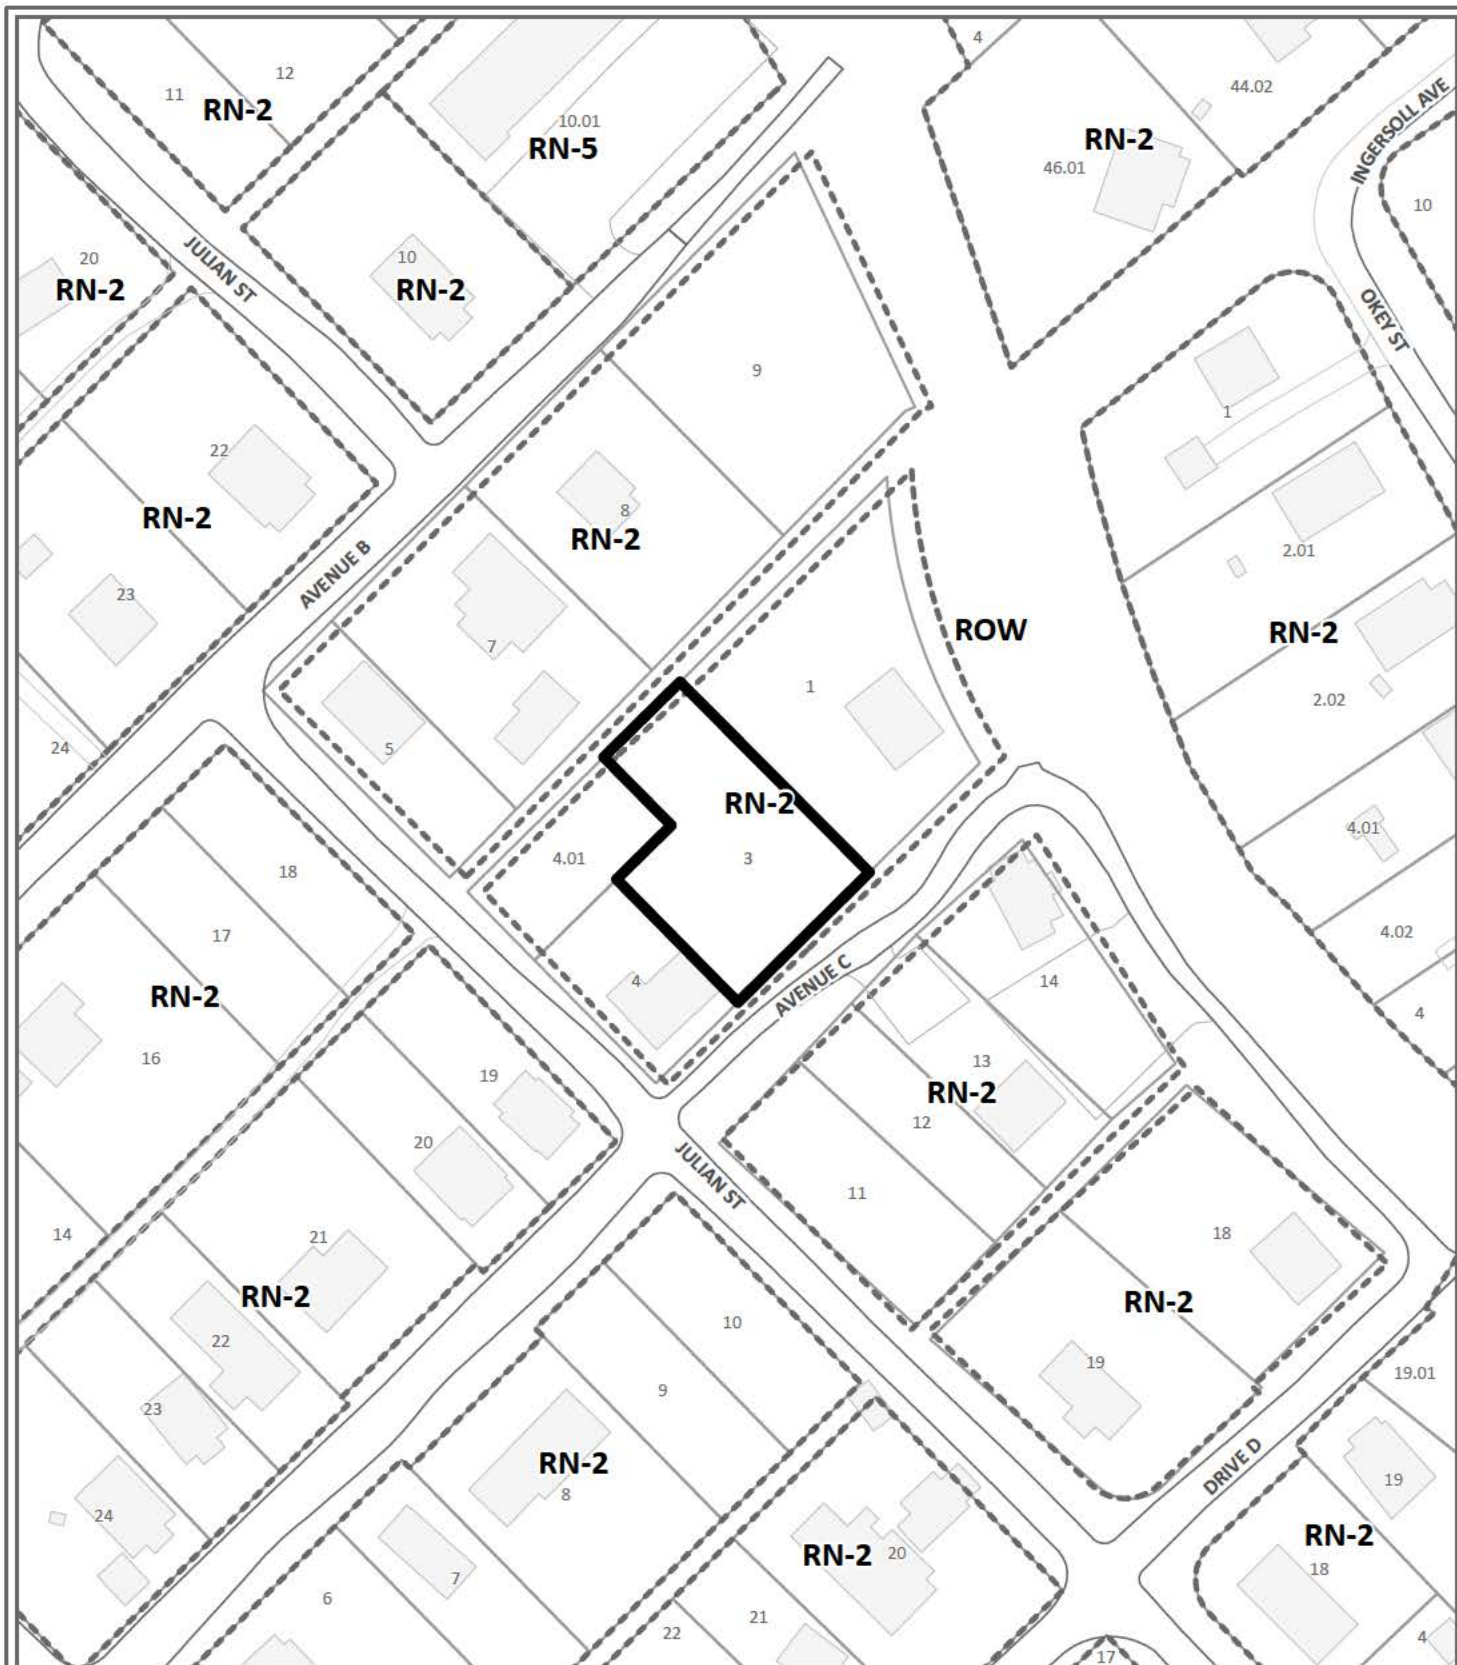 4
12
11
RN-2
44.02
10.01
RN-5
RN-2
46.01
INGERSOLL AVE
10
JULIAN ST
20
RN-2
10
RN-2
OKEY ST
9
1
22
8
RN-2
RN-2
2.01
AVENUE B
23
7
ROW
RN-2
1
2.02
24
5
RN-2
4.01
3
4.01
18
17
4.02
RN-2
4
AVENUE C
14
4
16
13
RN-2
19
12
20
JULIAN ST
11
14
21
18
RN-2
RN-2
10
22
19
19.01
9
23
RN-2
8
DRIVE D
19
24
RN-2
20
RN-2
18
7
6
21
22
4
17